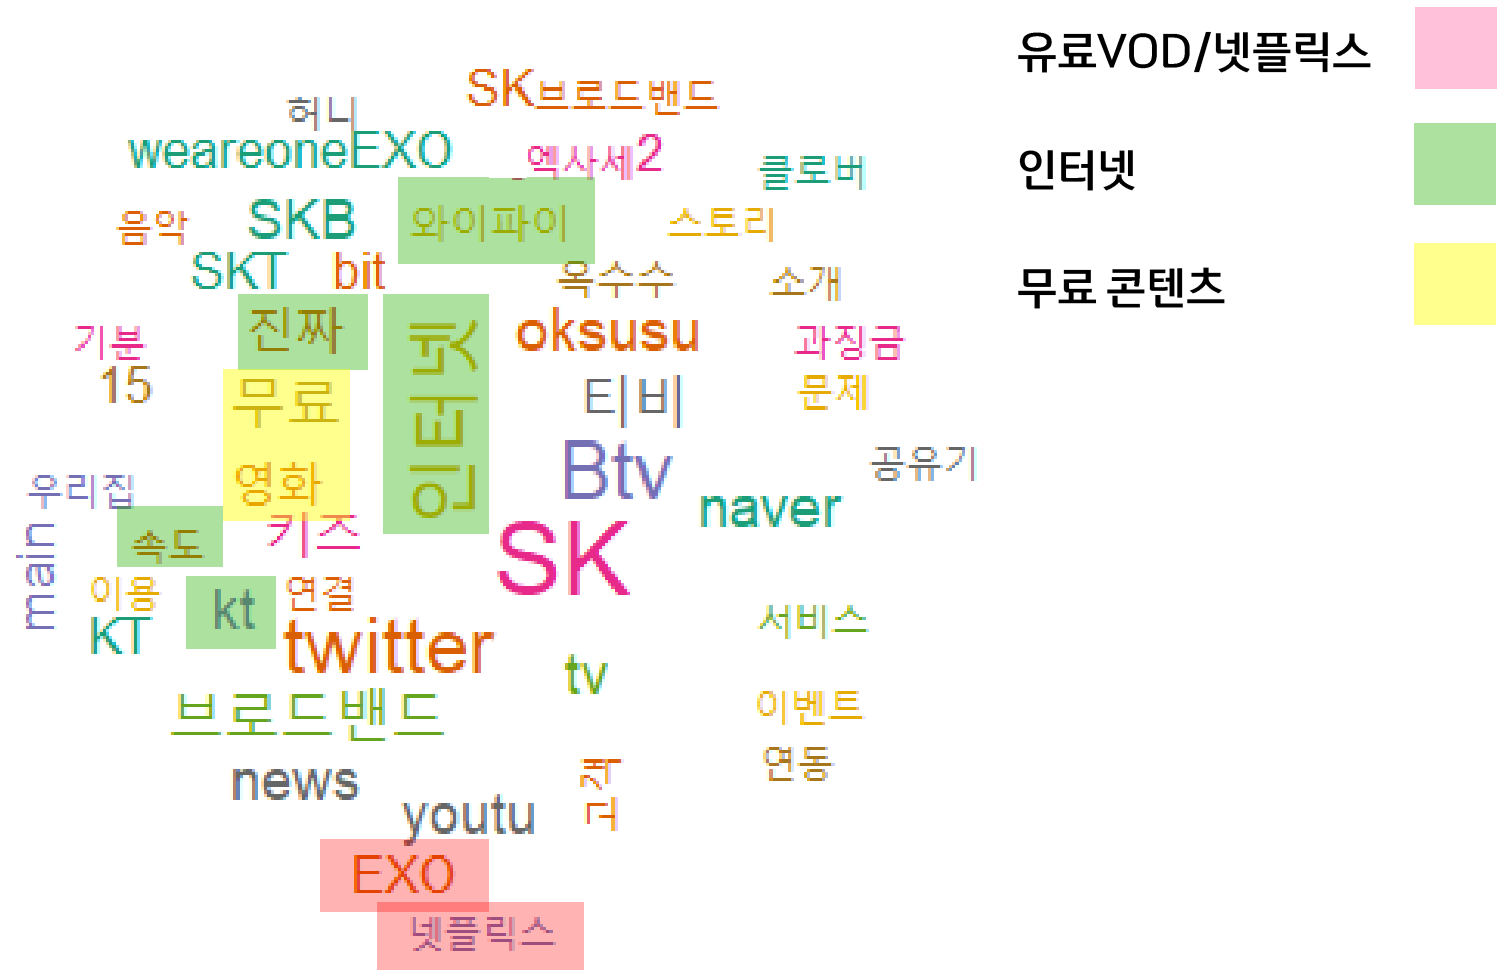 유료VOD/넷플릭스
인터넷
무료 콘텐츠
SK브로드밴드
허니
weareoneEXO
엑사세2
클로버
음악
SKB
와이파이
스토리
SKT
bit
옥수수
소개
진짜
인터넷
oksusu
과징금
기분
15
무료
티비
문제
영화
Btv
공유기
우리집
naver
속도
키즈
SK
main
이용
kt
연결
KT
twitter
서비스
tv
브로드밴드
이벤트
news
고객
연동
youtu
EXO
넷플릭스